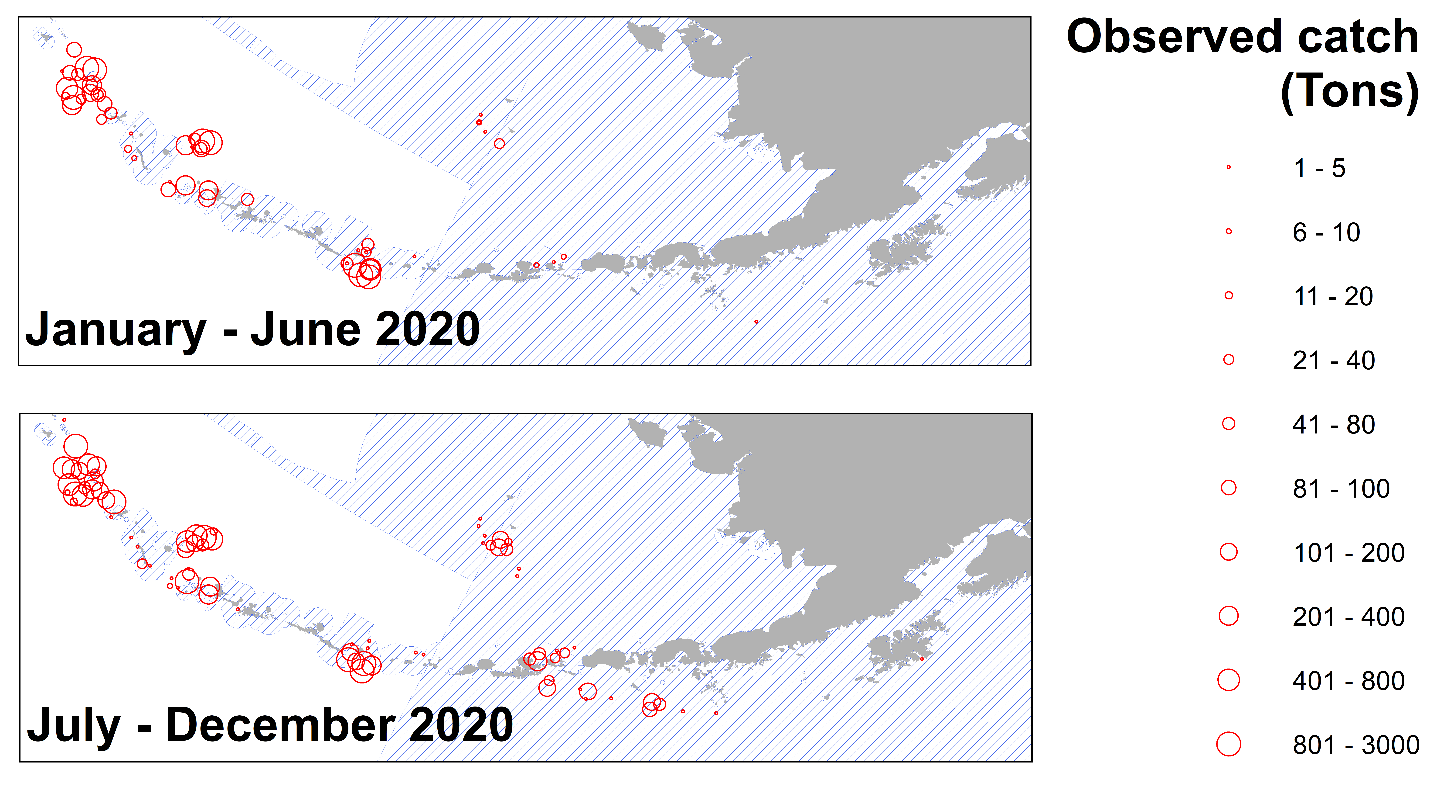 Observed catch
(Tons)
1 - 5
6 - 10
11 - 20
21 - 40
41 - 80
81 - 100
101 - 200
201 - 400
401 - 800
801 - 3000
January - June 2020
July - December 2020